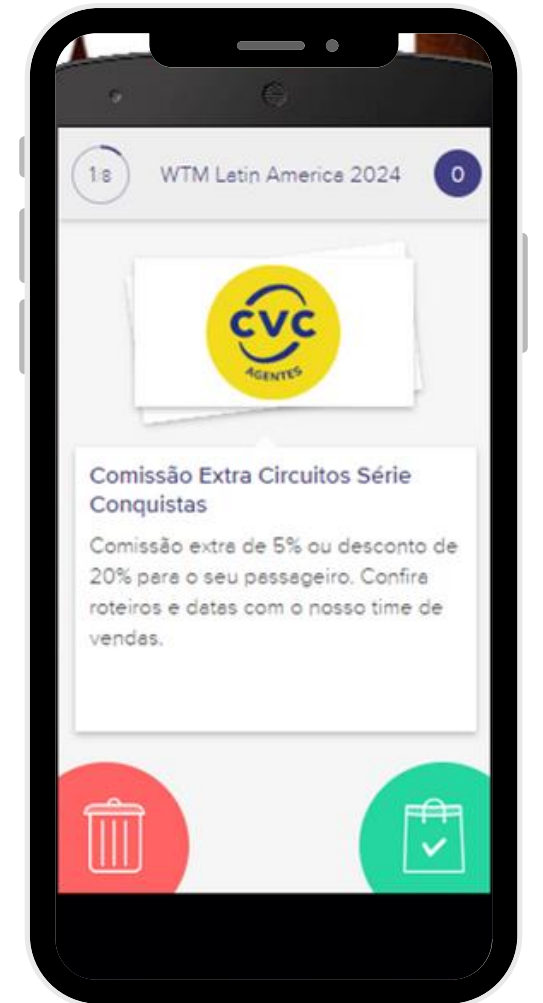 1:8
WTM Latin America 2024
0
CVC
AGENTES
Comissão Extra Circuitos Série
Conquistas
Comissão extra de 5% ou desconto de
20% para o seu passageiro. Confira
roteiros e datas com o nosso time de
vendas.